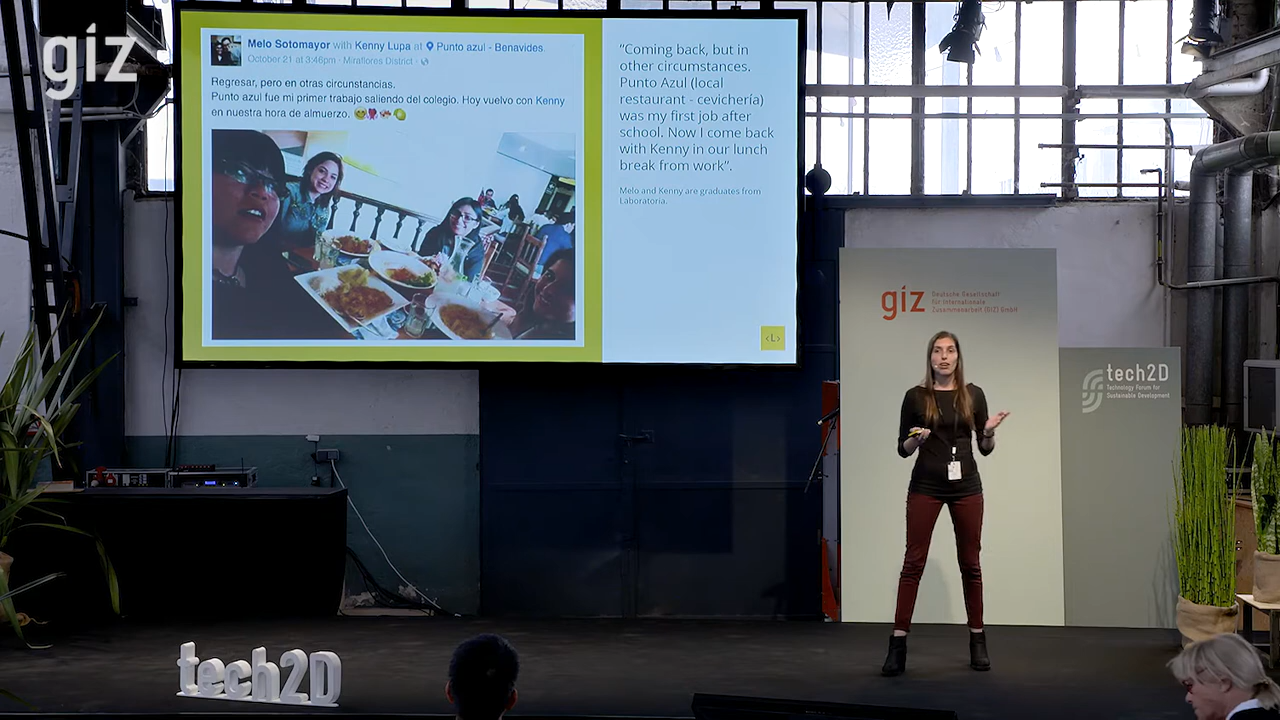 giz
Melo Sotomayor with Kenny Lupa at Punto azul - Benavides.
October 21 at 3:46pm · Miraflores District ·
Regresar, pero en otras circunstancias.
Punto azul fue mi primer trabajo saliendo del colegio. Hoy vuelvo con Kenny
en nuestra hora de almuerzo.
“Coming back, but in
other circumstances.
Punto Azul (local
restaurant - cevichería)
was my first job after
school. Now I come back
with Kenny in our lunch
break from work”.
Melo and Kenny are graduates from
Laboratoria.
<L>
giz
Deutsche Gesellschaft
für Internationale
Zusammenarbeit (GIZ) GmbH
tech2D
Technology Forum for
Sustainable Development
tech2D